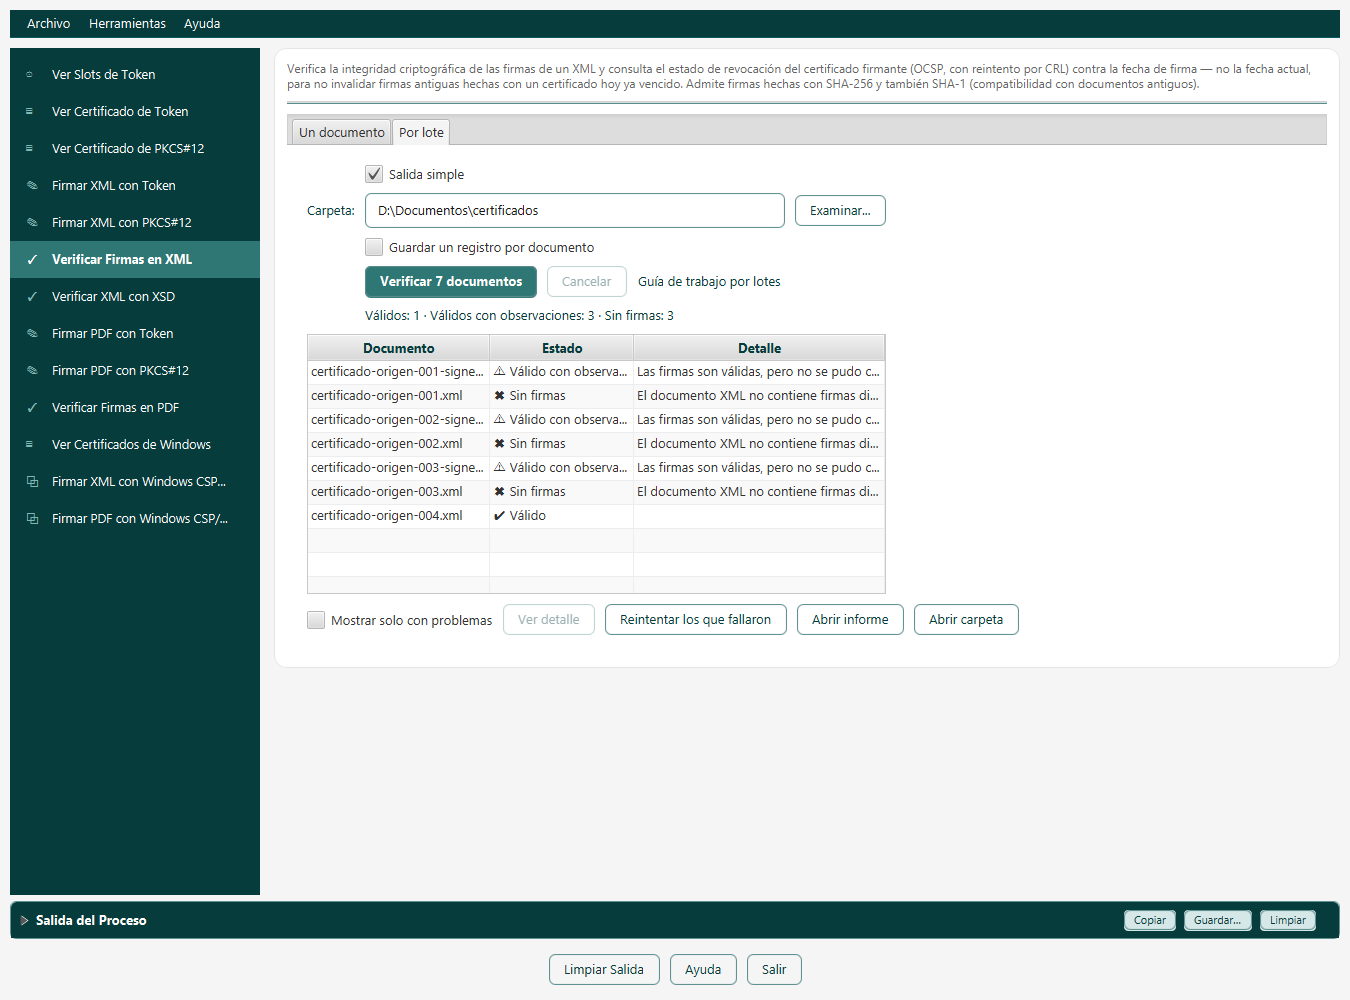 Archivo Herramientas Ayuda
Ver Slots de Token
Ver Certificado de Token
Ver Certificado de PKCS#12
Firmar XML con Token
Firmar XML con PKCS#12
Verificar Firmas en XML
Verificar XML con XSD
Firmar PDF con Token
Firmar PDF con PKCS#12
Verificar Firmas en PDF
Ver Certificados de Windows
Firmar XML con Windows CSP...
Firmar PDF con Windows CSP/...
Verifica la integridad criptográfica de las firmas de un XML y consulta el estado de revocación del certificado firmante (OCSP, con reintento por CRL) contra la fecha de firma — no la fecha actual,
para no invalidar firmas antiguas hechas con un certificado hoy ya vencido. Admite firmas hechas con SHA-256 y también SHA-1 (compatibilidad con documentos antiguos).
Un documento Por lote
Salida simple
Carpeta: D:\Documentos\certificados Examinar...
Guardar un registro por documento
Verificar 7 documentos Cancelar Guía de trabajo por lotes
Válidos: 1 · Válidos con observaciones: 3 · Sin firmas: 3
Documento Estado Detalle
certificado-origen-001-signe... ⚠ Válido con observa... Las firmas son válidas, pero no se pudo c...
certificado-origen-001.xml ✖ Sin firmas El documento XML no contiene firmas di...
certificado-origen-002-signe... ⚠ Válido con observa... Las firmas son válidas, pero no se pudo c...
certificado-origen-002.xml ✖ Sin firmas El documento XML no contiene firmas di...
certificado-origen-003-signe... ⚠ Válido con observa... Las firmas son válidas, pero no se pudo c...
certificado-origen-003.xml ✖ Sin firmas El documento XML no contiene firmas di...
certificado-origen-004.xml ✔ Válido
Mostrar solo con problemas Ver detalle Reintentar los que fallaron Abrir informe Abrir carpeta
Salida del Proceso Copiar Guardar... Limpiar
Limpiar Salida Ayuda Salir